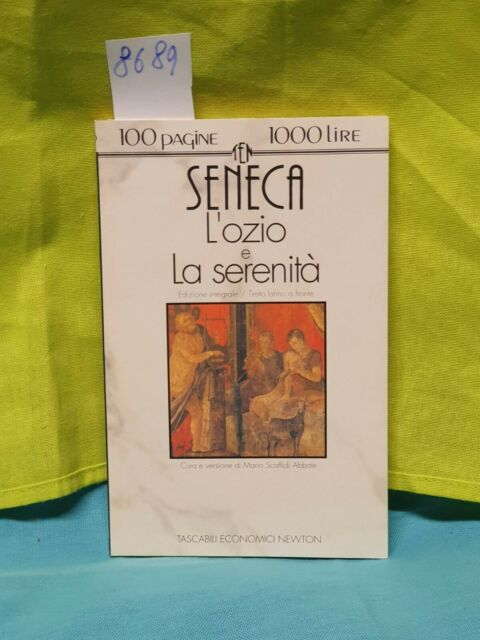 8689
100 pagine 1000 lire
TEN
SENECA
L'ozio
e
La serenità
Edizione integrale / Testo latino a fronte
Cura e versione di Mario Scaffidi Abbate
TASCABILI ECONOMICI NEWTON